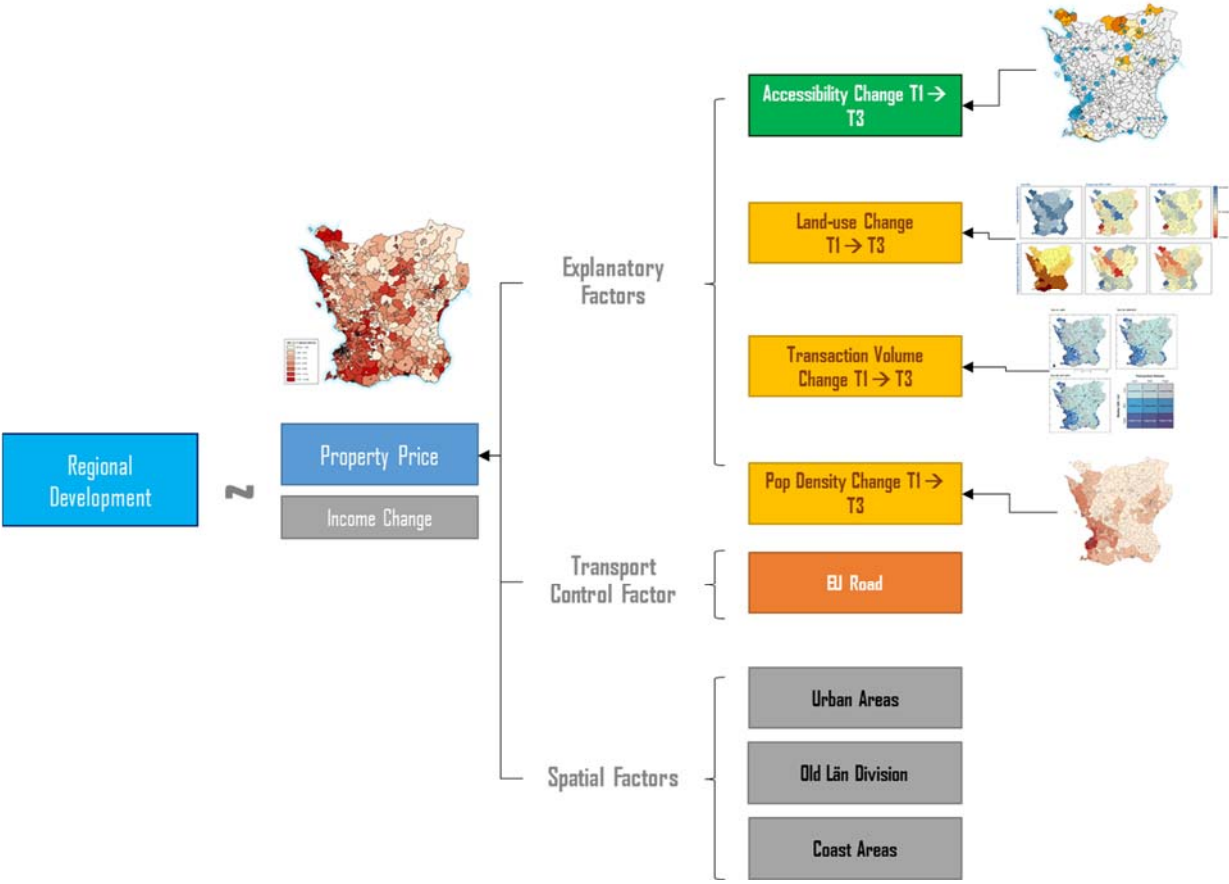 Accessibility Change T1 →
T3
Land-use Change
T1 → T3
Explanatory
Factors
Transaction Volume
Change T1 → T3
Property Price
Regional
Development
~
Income Change
Pop Density Change T1 →
T3
Transport
Control Factor
EU Road
Urban Areas
Spatial Factors
Old Län Division
Coast Areas